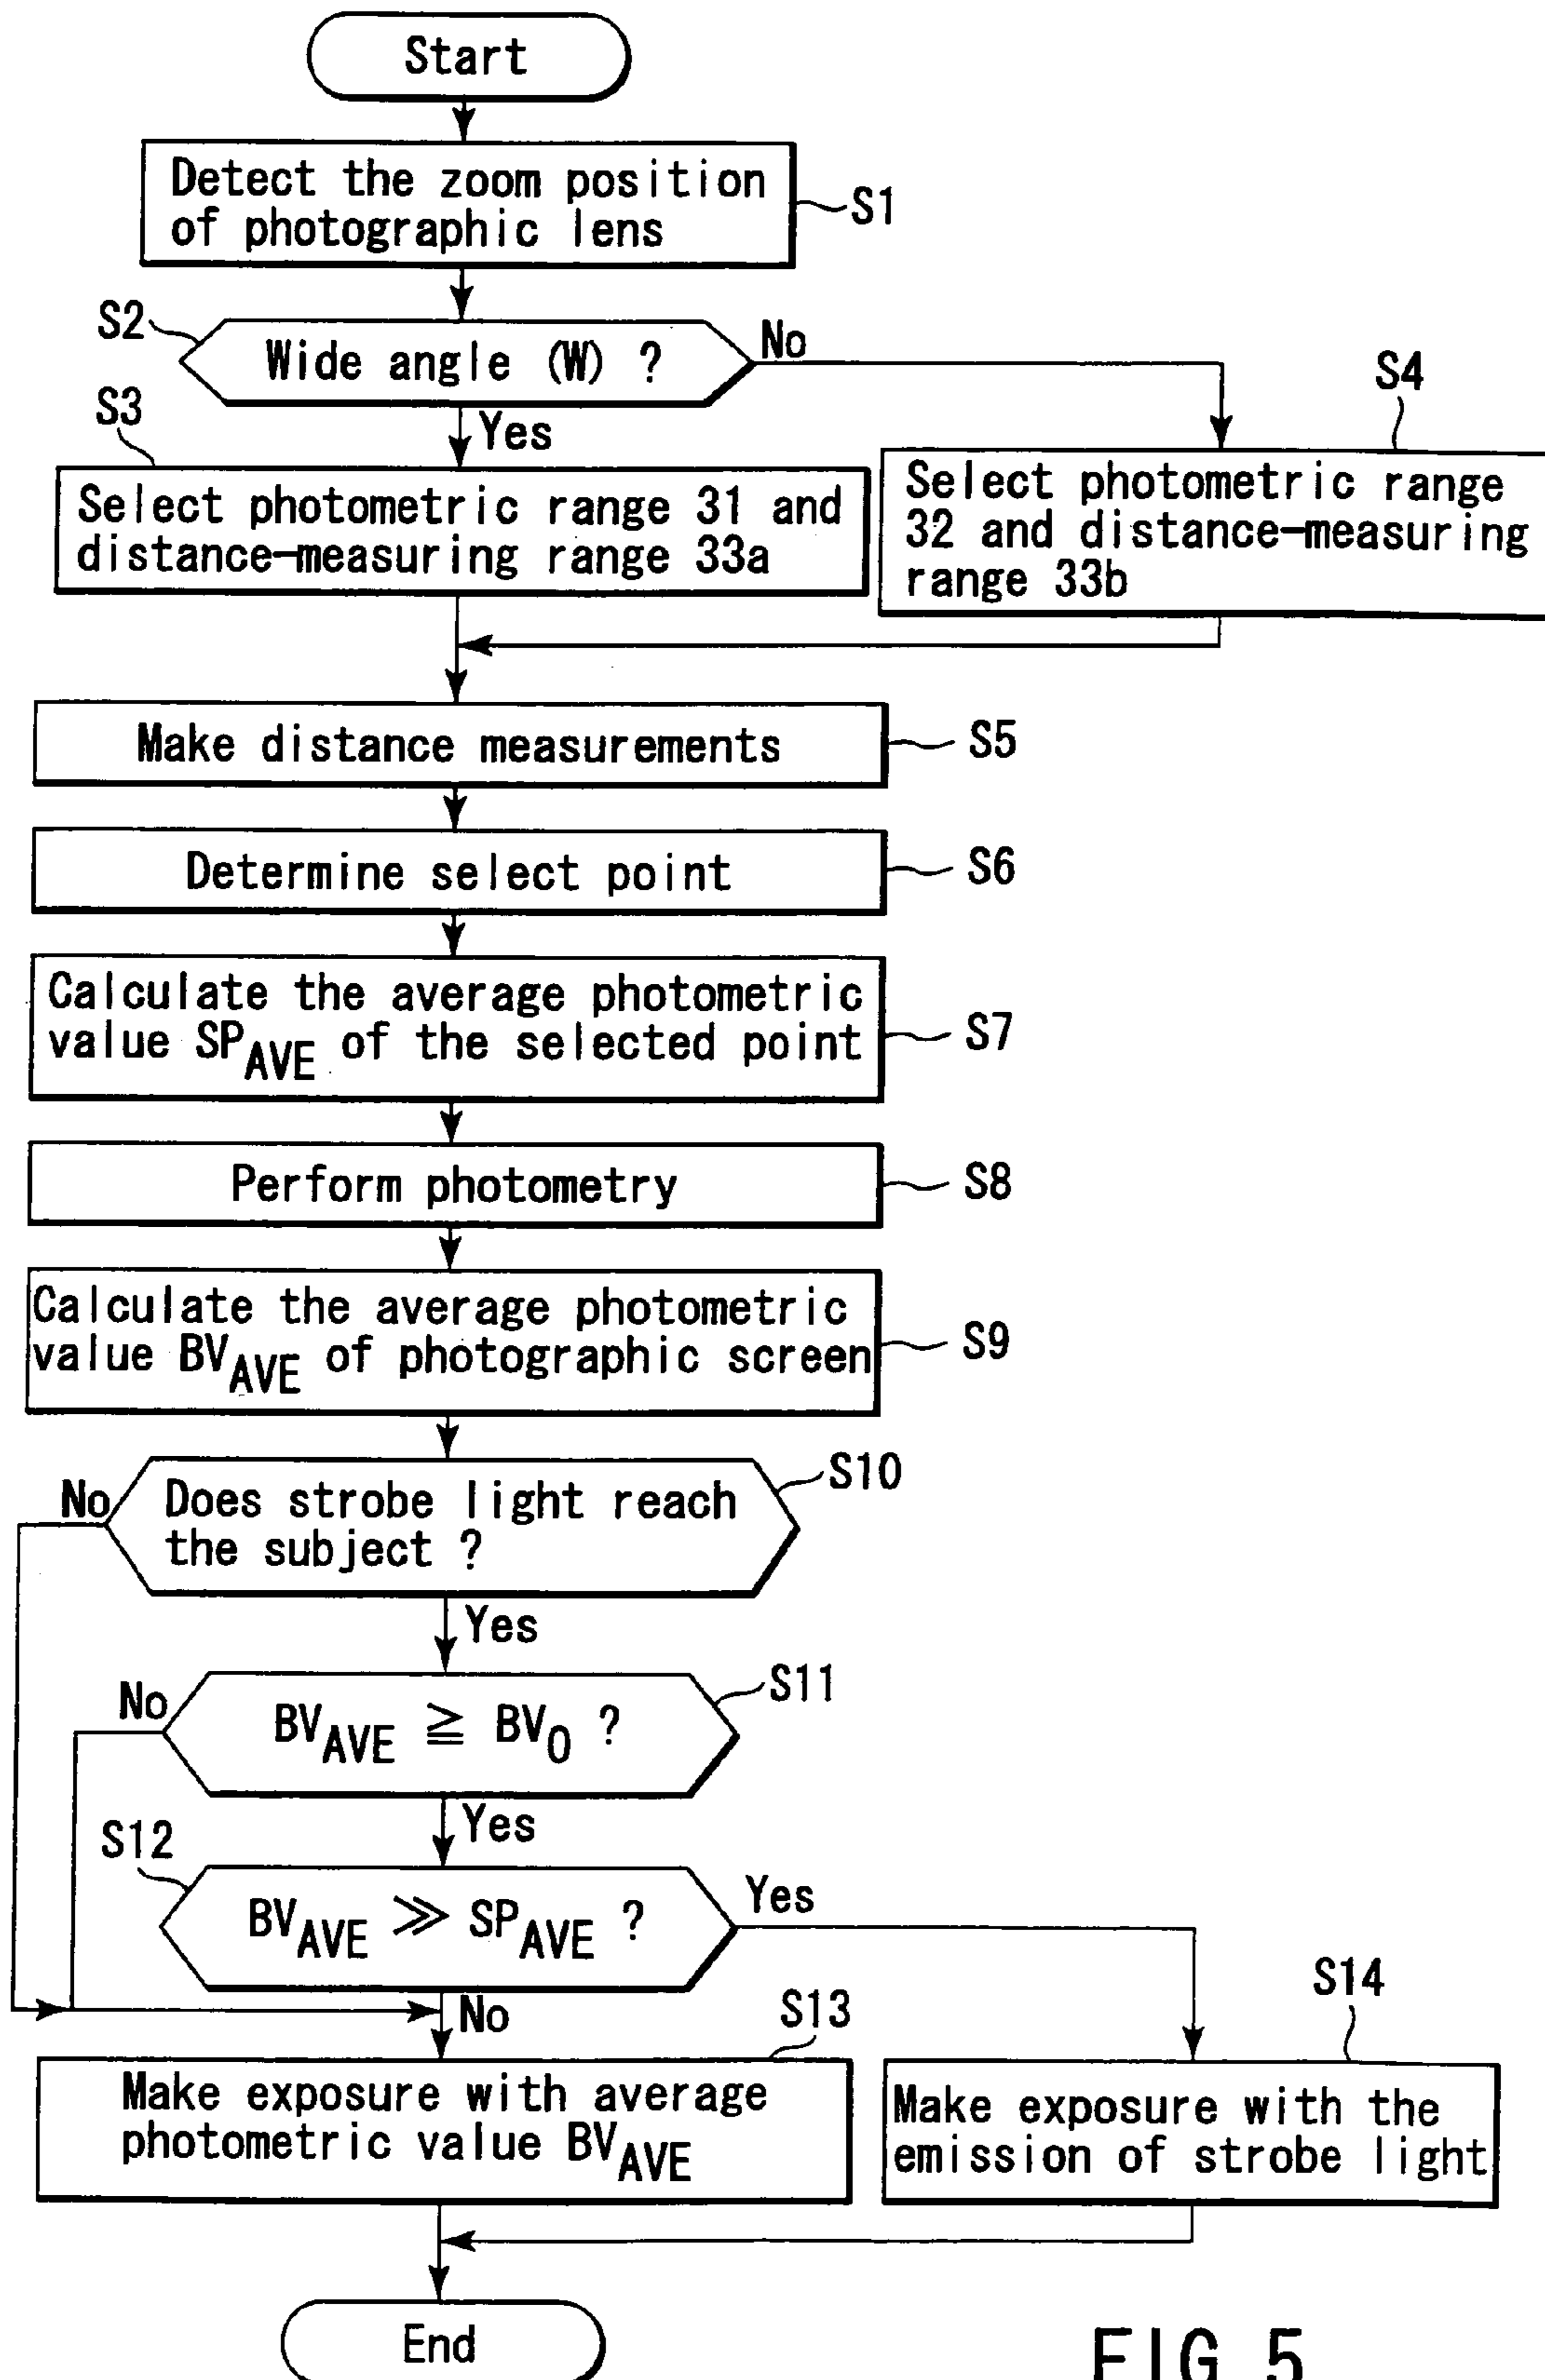 Start
Detect the zoom position
of photographic lens
S1
S2
Wide angle (W) ?
No
Yes
S3
Select photometric range 31 and
distance-measuring range 33a
S4
Select photometric range
32 and distance-measuring
range 33b
Make distance measurements
S5
Determine select point
S6
Calculate the average photometric
value SPAVE of the selected point
S7
Perform photometry
S8
Calculate the average photometric
value BVAVE of photographic screen
S9
S10
Does strobe light reach
the subject ?
No
Yes
S11
BVAVE ≧ BV0 ?
No
Yes
S12
BVAVE ≫ SPAVE ?
Yes
No
S13
Make exposure with average
photometric value BVAVE
S14
Make exposure with the
emission of strobe light
End
FIG. 5